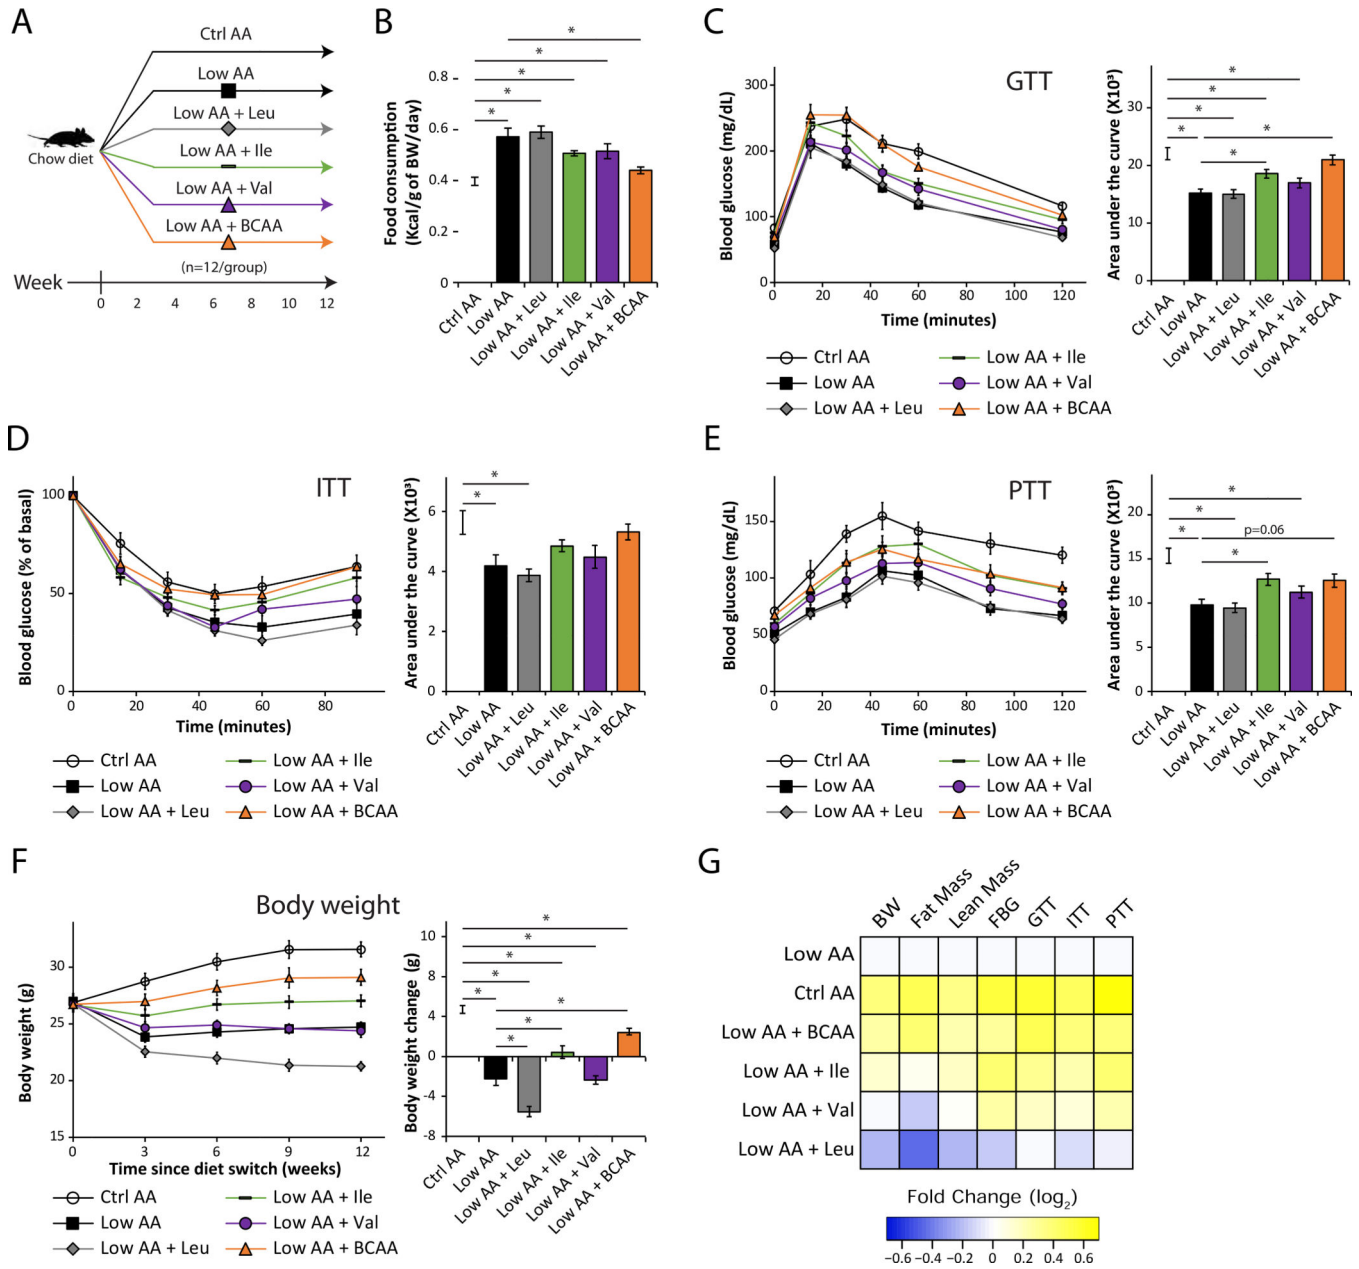 A
Ctrl AA
Low AA
Low AA + Leu
Low AA + Ile
Low AA + Val
Low AA + BCAA
Chow diet
(n=12/group)
Week
0 2 4 6 8 10 12
B
Food consumption
(Kcal/g of BW/day)
0.8
0.6
0.4
0.2
0
* * * * *
Ctrl AA
Low AA
Low AA + Leu
Low AA + Ile
Low AA + Val
Low AA + BCAA
C
GTT
Blood glucose (mg/dL)
300
200
100
0
0 20 40 60 80 100 120
Time (minutes)
Area under the curve (X10³)
30
20
10
0
* * * * * *
Ctrl AA
Low AA
Low AA + Leu
Low AA + Ile
Low AA + Val
Low AA + BCAA
Ctrl AA
Low AA
Low AA + Leu
Low AA + Ile
Low AA + Val
Low AA + BCAA
D
ITT
Blood glucose (% of basal)
100
50
0
0 20 40 60 80
Time (minutes)
Area under the curve (X10³)
6
4
2
0
* *
Ctrl AA
Low AA
Low AA + Leu
Low AA + Ile
Low AA + Val
Low AA + BCAA
Ctrl AA
Low AA
Low AA + Leu
Low AA + Ile
Low AA + Val
Low AA + BCAA
E
PTT
Blood glucose (mg/dL)
150
100
50
0
0 20 40 60 80 100 120
Time (minutes)
Area under the curve (X10³)
20
16
10
5
0
* * * *
p=0.06
Ctrl AA
Low AA
Low AA + Leu
Low AA + Ile
Low AA + Val
Low AA + BCAA
Ctrl AA
Low AA
Low AA + Leu
Low AA + Ile
Low AA + Val
Low AA + BCAA
F
Body weight
Body weight (g)
30
25
20
15
0 3 6 9 12
Time since diet switch (weeks)
Body weight change (g)
10
8
4
0
-4
-8
* * * * * * * *
Ctrl AA
Low AA
Low AA + Leu
Low AA + Ile
Low AA + Val
Low AA + BCAA
Ctrl AA
Low AA
Low AA + Leu
Low AA + Ile
Low AA + Val
Low AA + BCAA
G
BW
Fat Mass
Lean Mass
FBG
GTT
ITT
PTT
Low AA
Ctrl AA
Low AA + BCAA
Low AA + Ile
Low AA + Val
Low AA + Leu
Fold Change (log₂)
−0.6 −0.4 −0.2 0 0.2 0.4 0.6